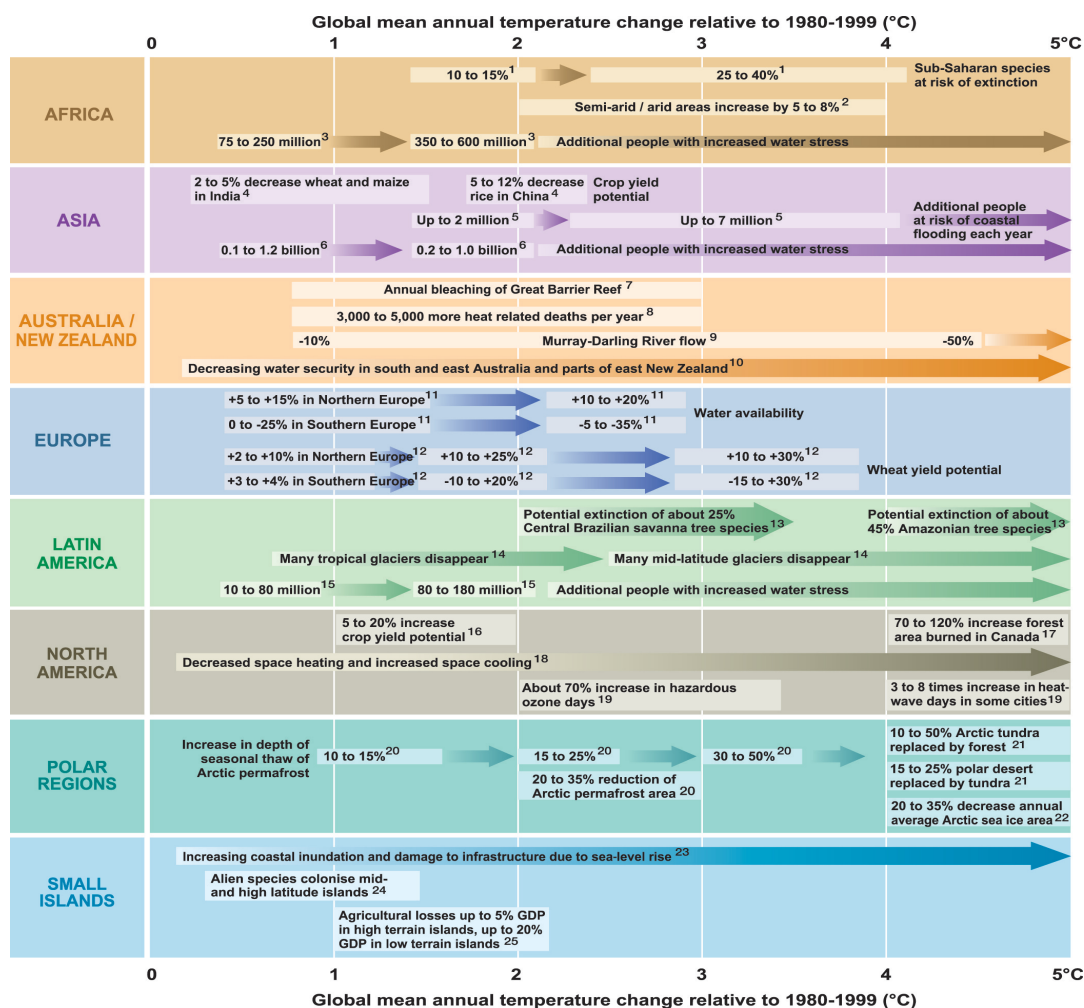 Global mean annual temperature change relative to 1980-1999 (°C)
0 1 2 3 4 5°C
AFRICA
10 to 15%1
25 to 40%1
Sub-Saharan species
at risk of extinction
Semi-arid / arid areas increase by 5 to 8%2
75 to 250 million3
350 to 600 million3
Additional people with increased water stress
ASIA
2 to 5% decrease wheat and maize
in India4
5 to 12% decrease
rice in China4
Crop yield
potential
Up to 2 million5
Up to 7 million5
Additional people
at risk of coastal
flooding each year
0.1 to 1.2 billion6
0.2 to 1.0 billion6
Additional people with increased water stress
AUSTRALIA /
NEW ZEALAND
Annual bleaching of Great Barrier Reef7
3,000 to 5,000 more heat related deaths per year8
-10%
Murray-Darling River flow9
-50%
Decreasing water security in south and east Australia and parts of east New Zealand10
EUROPE
+5 to +15% in Northern Europe11
+10 to +20%11
0 to -25% in Southern Europe11
-5 to -35%11
Water availability
+2 to +10% in Northern Europe12
+10 to +25%12
+10 to +30%12
+3 to +4% in Southern Europe12
-10 to +20%12
-15 to +30%12
Wheat yield potential
LATIN
AMERICA
Potential extinction of about 25%
Central Brazilian savanna tree species13
Potential extinction of about
45% Amazonian tree species13
Many tropical glaciers disappear14
Many mid-latitude glaciers disappear14
10 to 80 million15
80 to 180 million15
Additional people with increased water stress
NORTH
AMERICA
5 to 20% increase
crop yield potential16
70 to 120% increase forest
area burned in Canada17
Decreased space heating and increased space cooling18
About 70% increase in hazardous
ozone days19
3 to 8 times increase in heat-
wave days in some cities19
POLAR
REGIONS
Increase in depth of
seasonal thaw of
Arctic permafrost
10 to 15%20
15 to 25%20
30 to 50%20
20 to 35% reduction of
Arctic permafrost area20
10 to 50% Arctic tundra
replaced by forest21
15 to 25% polar desert
replaced by tundra21
20 to 35% decrease annual
average Arctic sea ice area22
SMALL
ISLANDS
Increasing coastal inundation and damage to infrastructure due to sea-level rise23
Alien species colonise mid-
and high latitude islands24
Agricultural losses up to 5% GDP
in high terrain islands, up to 20%
GDP in low terrain islands25
0 1 2 3 4 5°C
Global mean annual temperature change relative to 1980-1999 (°C)